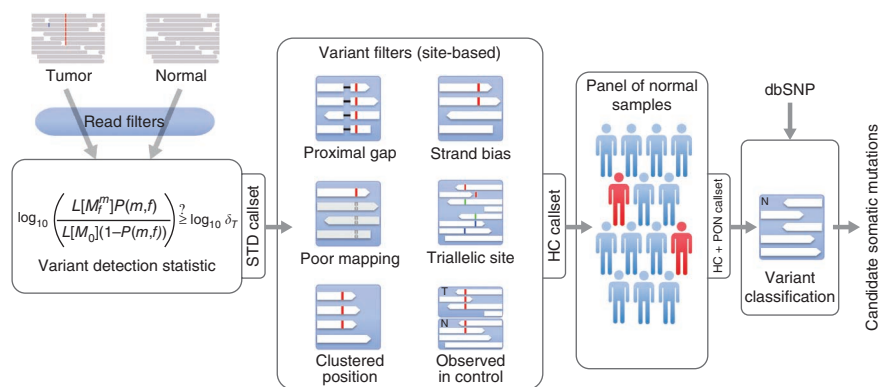 Tumor
Normal
Read filters
log10 (L[M_f^m]P(m,f) / L[M0](1–P(m,f))) ≥? log10 δT
Variant detection statistic
STD callset
Variant filters (site-based)
Proximal gap
Strand bias
Poor mapping
Triallelic site
Clustered
position
T
N
Observed
in control
HC callset
Panel of normal
samples
HC + PON callset
dbSNP
N
Variant
classification
Candidate somatic mutations